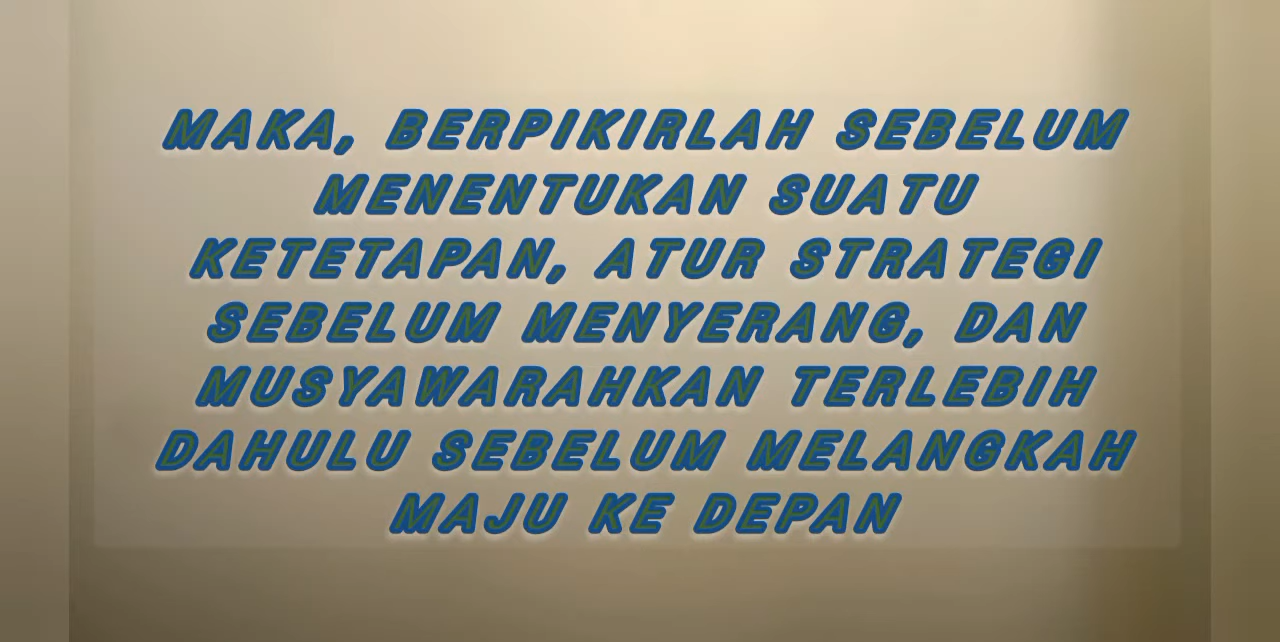 MAKA, BERPIKIRLAH SEBELUM
MENENTUKAN SUATU
KETETAPAN, ATUR STRATEGI
SEBELUM MENYERANG, DAN
MUSYAWARAHKAN TERLEBIH
DAHULU SEBELUM MELANGKAH
MAJU KE DEPAN